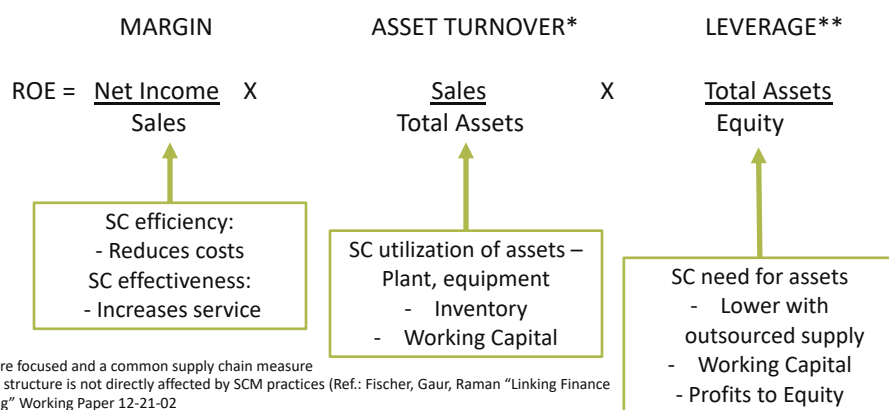 MARGIN ASSET TURNOVER* LEVERAGE**
ROE = Net Income X Sales X Total Assets
Sales Total Assets Equity
SC efficiency:
- Reduces costs
SC effectiveness:
- Increases service
SC utilization of assets –
Plant, equipment
- Inventory
- Working Capital
SC need for assets
- Lower with
outsourced supply
- Working Capital
- Profits to Equity
focused and a common supply chain measure
structure is not directly affected by SCM practices (Ref.: Fischer, Gaur, Raman “Linking Finance
Working Paper 12-21-02